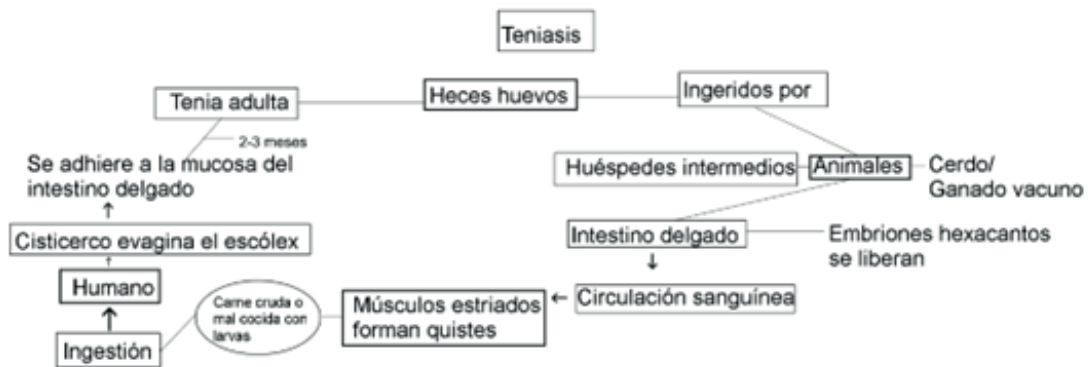 Teniasis
Tenia adulta
Heces huevos
Ingeridos por
2-3 meses
Se adhiere a la mucosa del
intestino delgado
Huéspedes intermedios
Animales
Cerdo/
Ganado vacuno
Cisticerco evagina el escólex
Intestino delgado
Embriones hexacantos
se liberan
Humano
Carne cruda o
mal cocida con
larvas
Músculos estriados
forman quistes
Circulación sanguínea
Ingestión